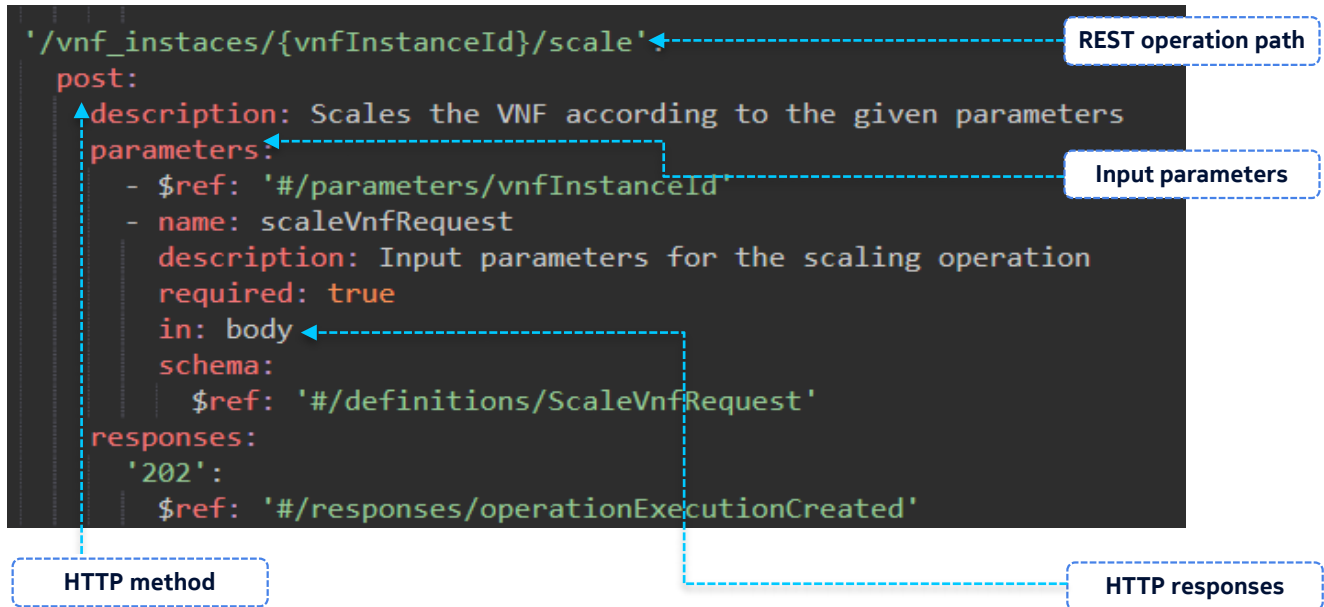 '/vnf_instaces/{vnfInstanceId}/scale':
REST operation path
post:
description: Scales the VNF according to the given parameters
parameters:
Input parameters
- $ref: '#/parameters/vnfInstanceId'
- name: scaleVnfRequest
description: Input parameters for the scaling operation
required: true
in: body
schema:
$ref: '#/definitions/ScaleVnfRequest'
responses:
'202':
$ref: '#/responses/operationExecutionCreated'
HTTP method
HTTP responses